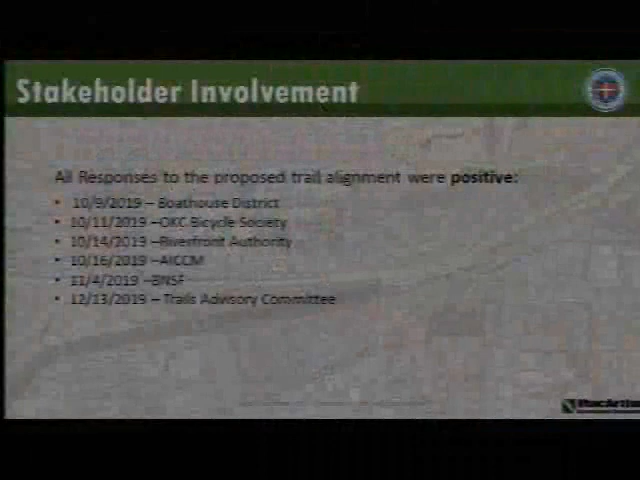 Stakeholder Involvement
All Responses to the proposed trail alignment were positive:
• 10/9/2019 – Boathouse District
• 10/11/2019 –OKC Bicycle Society
• 10/14/2019 –Riverfront Authority
• 10/16/2019 –AICCM
• 11/4/2019 –BNSF
• 12/13/2019 – Trails Advisory Committee